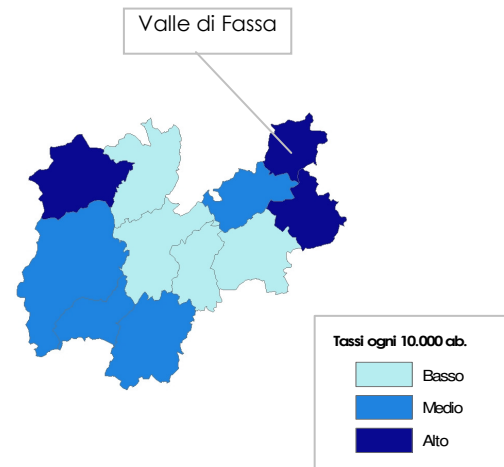 Valle di Fassa
Tassi ogni 10.000 ab.
Basso
Medio
Alto